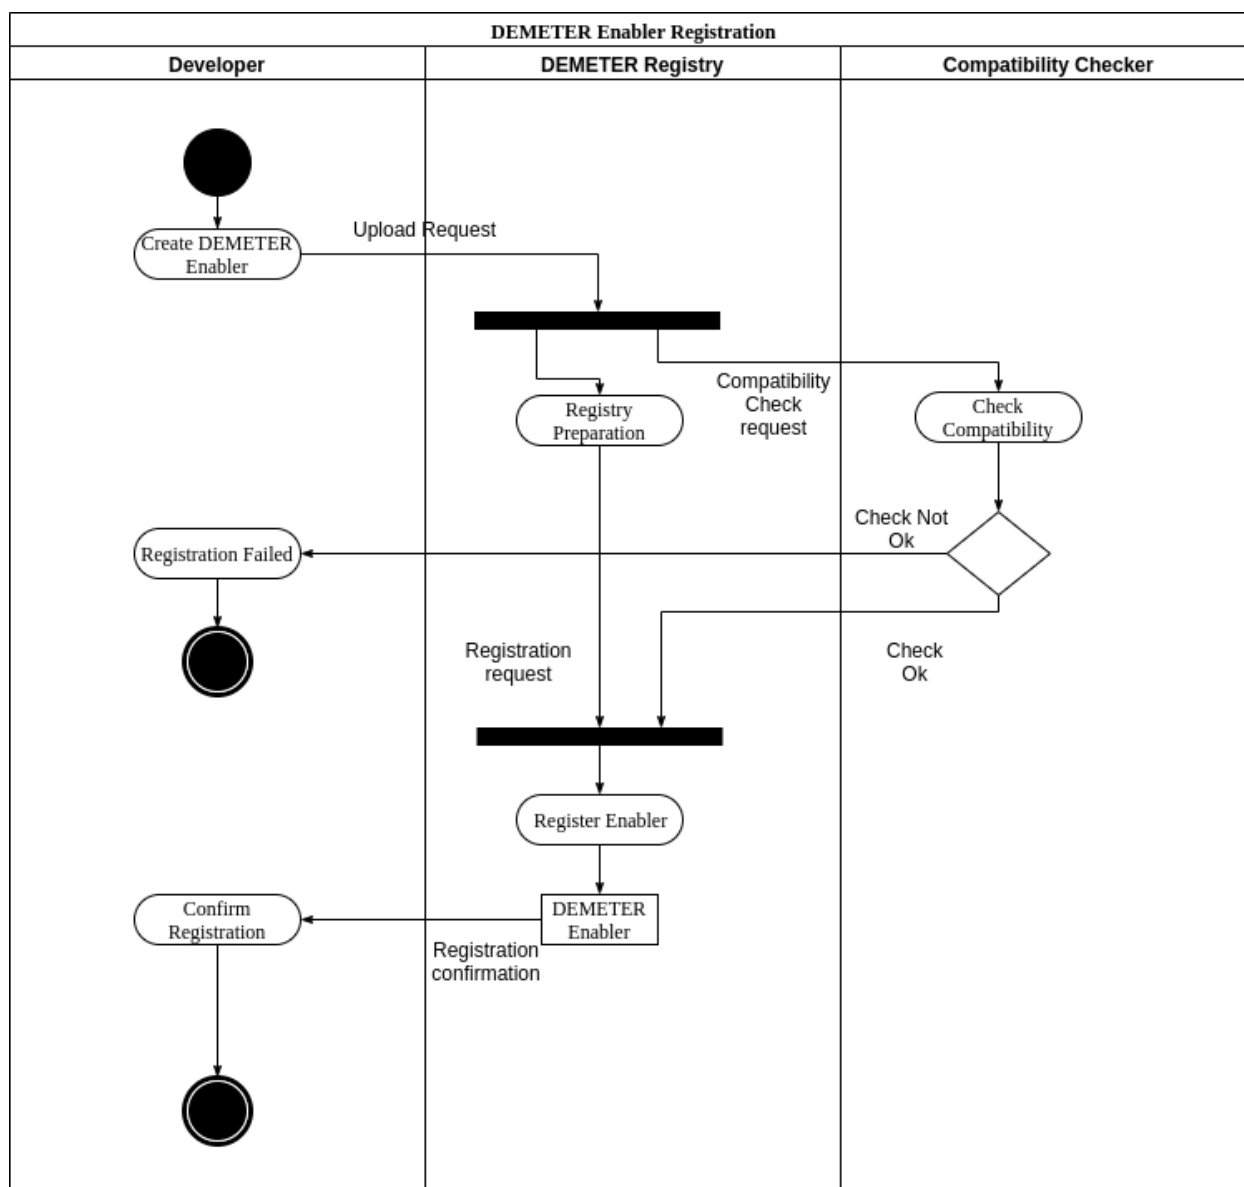 DEMETER Enabler Registration
Developer
DEMETER Registry
Compatibility Checker
Upload Request
Create DEMETER
Enabler
Compatibility
Check
request
Registry
Preparation
Check
Compatibility
Check Not
Ok
Registration Failed
Registration
request
Check
Ok
Register Enabler
Confirm
Registration
DEMETER
Enabler
Registration
confirmation